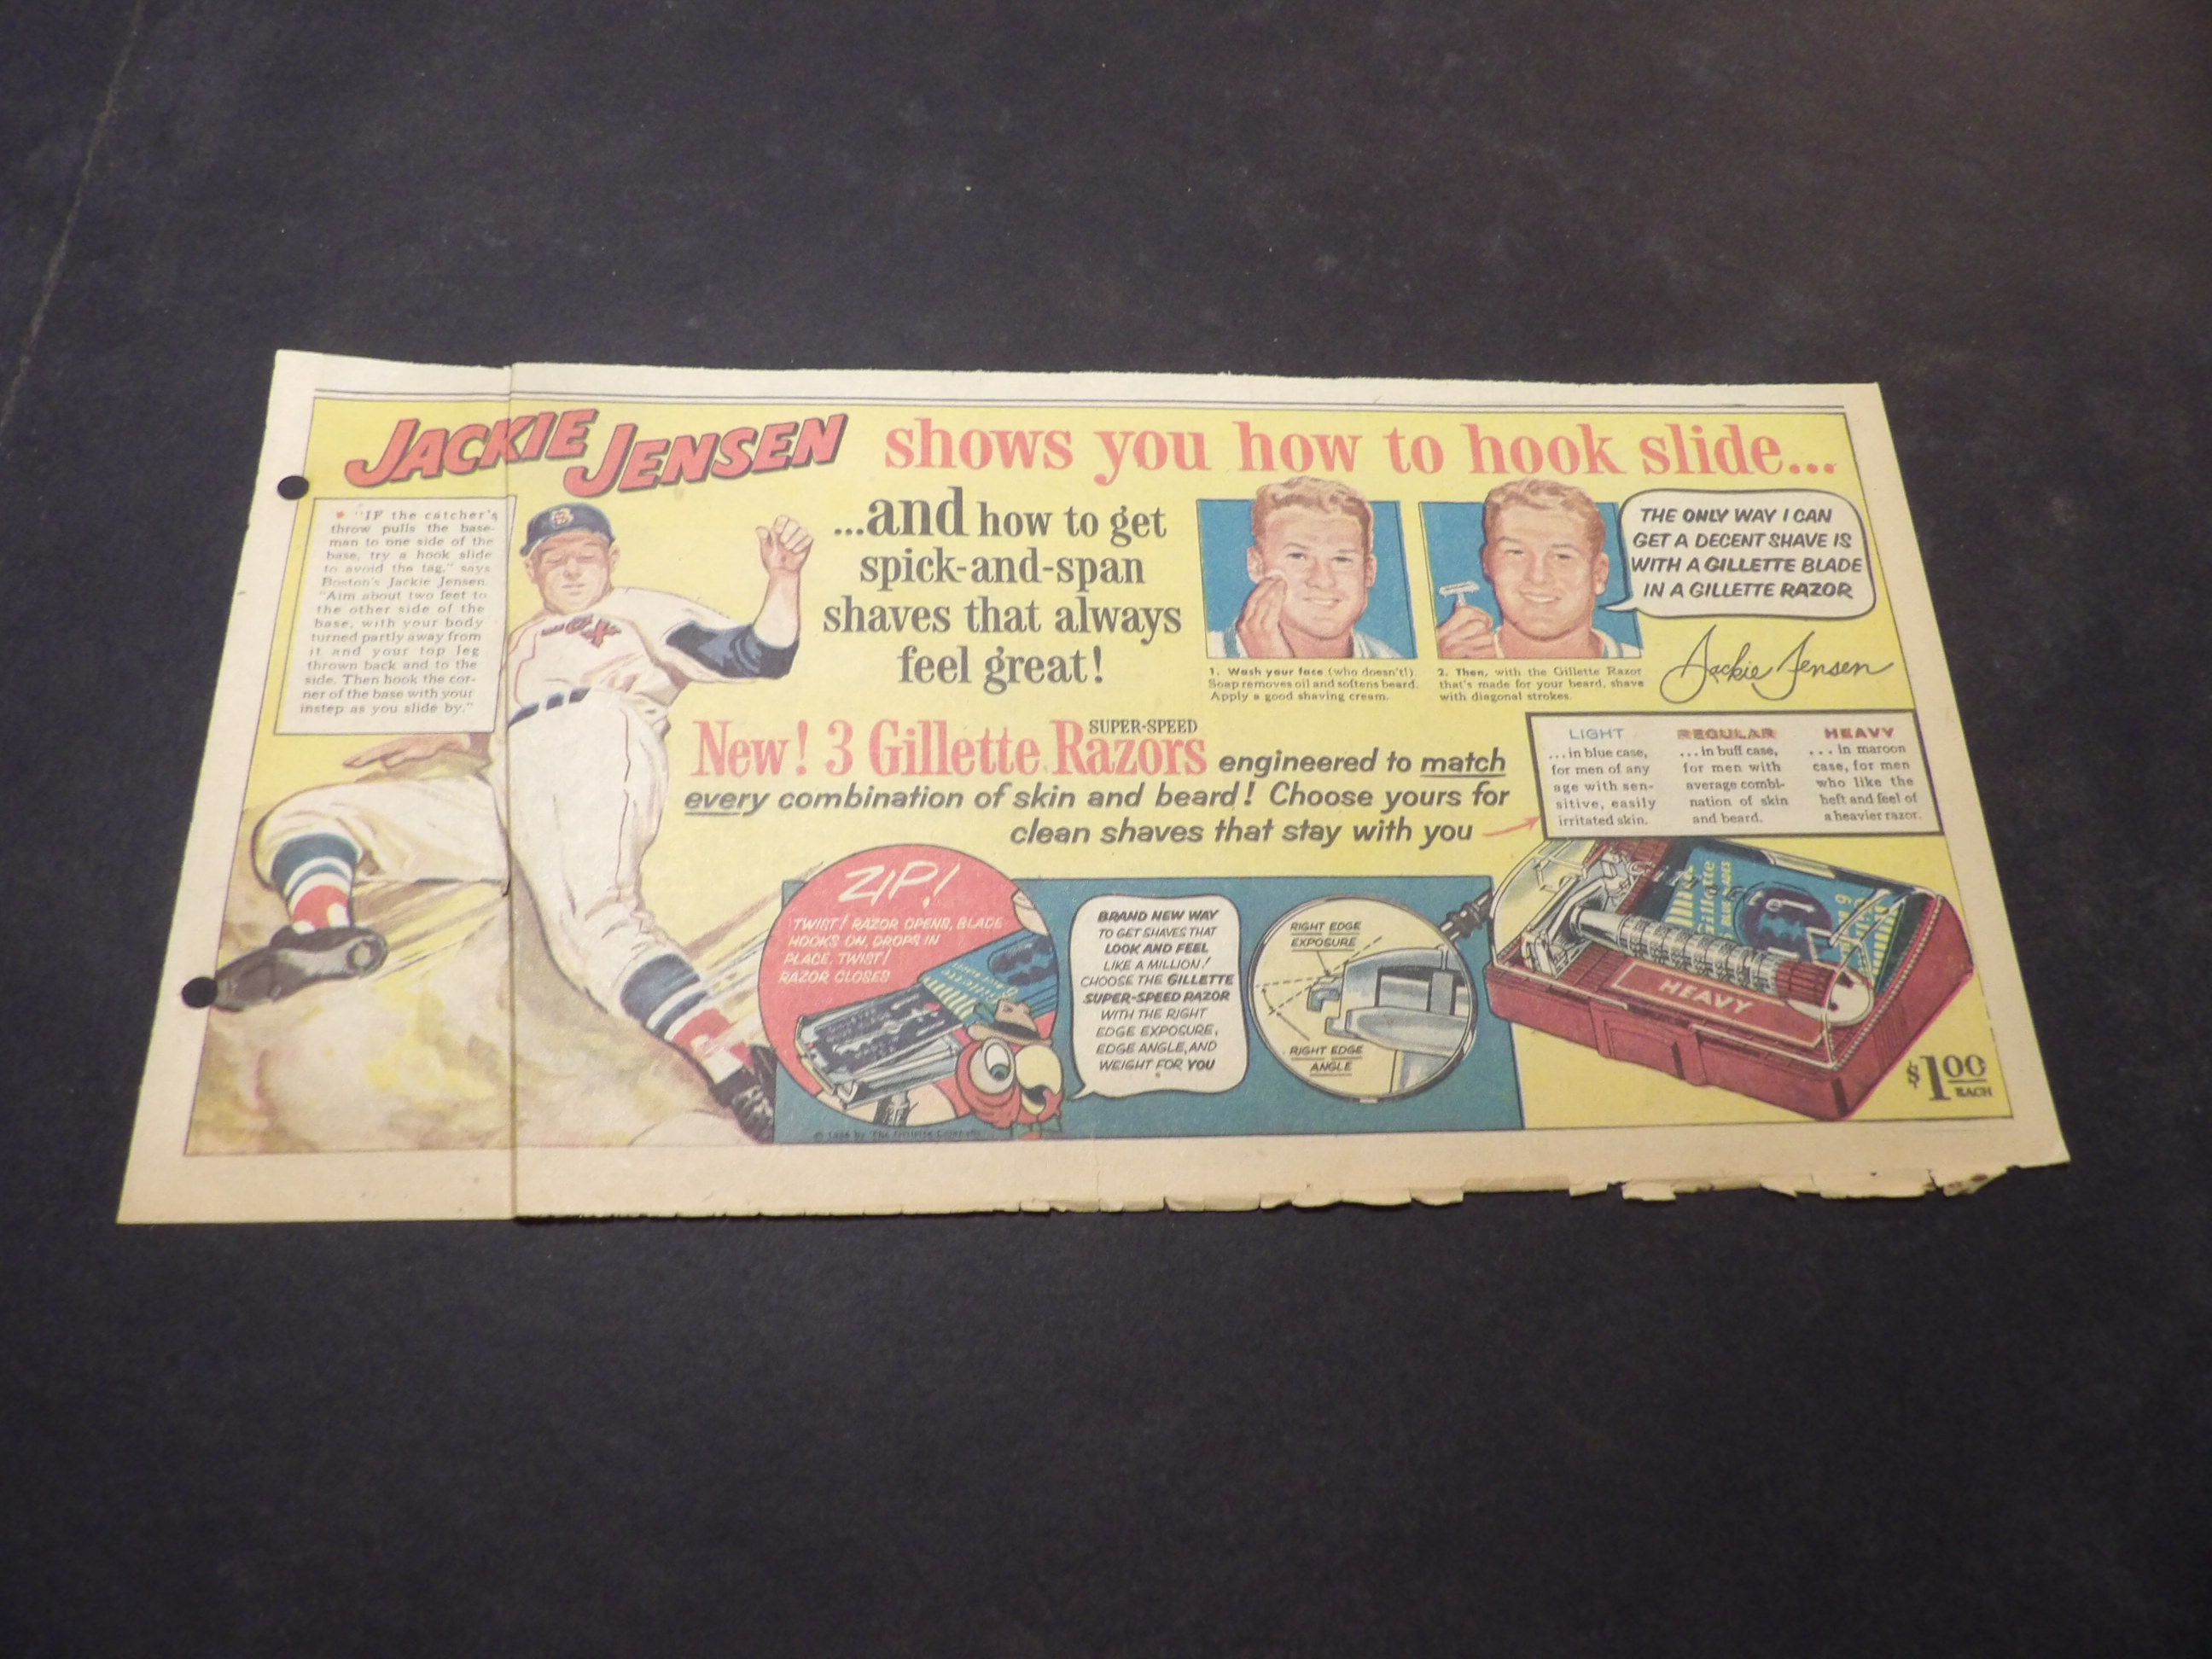 JACKIE JENSEN shows you how to hook slide...
* "IF the catcher's
throw pulls the base-
man to one side of the
base, try a hook slide
to avoid the tag," says
Boston's Jackie Jensen.
"Aim about two feet to
the other side of the
base, with your body
turned partly away from
it and your top leg
thrown back and to the
side. Then hook the cor-
ner of the base with your
instep as you slide by."
B
SOX
...and how to get
spick-and-span
shaves that always
feel great!
1. Wash your face (who doesn't!)
Soap removes oil and softens beard.
Apply a good shaving cream.
2. Then, with the Gillette Razor
that's made for your beard, shave
with diagonal strokes.
THE ONLY WAY I CAN
GET A DECENT SHAVE IS
WITH A GILLETTE BLADE
IN A GILLETTE RAZOR
Jackie Jensen
SUPER-SPEED
New! 3 Gillette Razors engineered to match
every combination of skin and beard! Choose yours for
clean shaves that stay with you
LIGHT
...in blue case,
for men of any
age with sen-
sitive, easily
irritated skin.
REGULAR
...in buff case,
for men with
average combi-
nation of skin
and beard.
HEAVY
...in maroon
case, for men
who like the
heft and feel of
a heavier razor.
ZIP!
TWIST! RAZOR OPENS, BLADE
HOOKS ON, DROPS IN
PLACE. TWIST!
RAZOR CLOSED
BRAND NEW WAY
TO GET SHAVES THAT
LOOK AND FEEL
LIKE A MILLION!
CHOOSE THE GILLETTE
SUPER-SPEED RAZOR
WITH THE RIGHT
EDGE EXPOSURE,
EDGE ANGLE, AND
WEIGHT FOR YOU
RIGHT EDGE
EXPOSURE
RIGHT EDGE
ANGLE
Gillette
BLUE BLADES
HEAVY
$1.00
EACH
by The Gillette Company